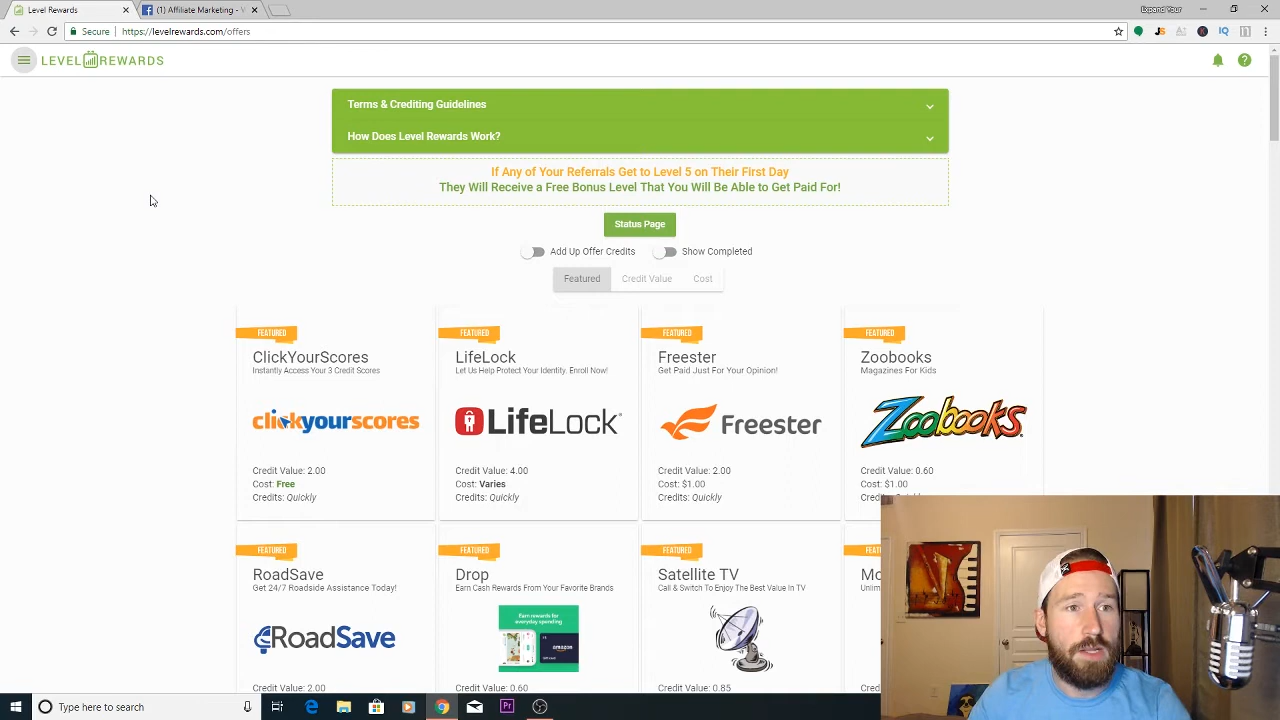 Level Rewards
Affiliate Marketing -
Expand Your
Secure
https://levelrewards.com/offers
LEVEL REWARDS
Terms & Crediting Guidelines
How Does Level Rewards Work?
If Any of Your Referrals Get to Level 5 on Their First Day
They Will Receive a Free Bonus Level That You Will Be Able to Get Paid For!
Status Page
Add Up Offer Credits
Show Completed
Featured
Credit Value
Cost
FEATURED
ClickYourScores
Instantly Access Your 3 Credit Scores
clickyourscores
Credit Value: 2.00
Cost: Free
Credits: Quickly
FEATURED
LifeLock
Let Us Help Protect Your Identity. Enroll Now!
LifeLock
Credit Value: 4.00
Cost: Varies
Credits: Quickly
FEATURED
Freester
Get Paid Just For Your Opinion!
Freester
Credit Value: 2.00
Cost: $1.00
Credits: Quickly
FEATURED
Zoobooks
Magazines For Kids
Zoobooks
Credit Value: 0.60
Cost: $1.00
FEATURED
RoadSave
Get 24/7 Roadside Assistance Today!
RoadSave
Credit Value: 2.00
FEATURED
Drop
Earn Cash Rewards From Your Favorite Brands
Earn rewards for
everyday spending
amazon
Credit Value: 0.60
FEATURED
Satellite TV
Call & Switch To Enjoy The Best Value In TV
Credit Value: 0.85
Type here to search
Pr